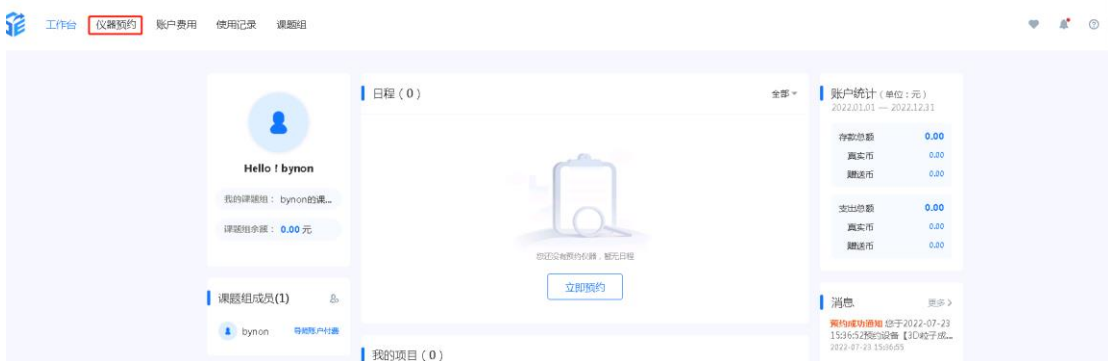 工作台 仪器预约 账户费用 使用记录 课题组
Hello ! bynon
我的课题组： bynon的课...
课题组余额： 0.00 元
课题组成员(1)
bynon 导师账户付费
日程 ( 0 ) 全部
您还没有预约仪器，暂无日程
立即预约
我的项目 ( 0 )
账户统计 ( 单位：元 )
2022.01.01 — 2022.12.31
存款总额 0.00
真实币 0.00
赠送币 0.00
支出总额 0.00
真实币 0.00
赠送币 0.00
消息 更多 >
预约成功通知 您于2022-07-23
15:36:52预约设备【3D粒子成...
2022-07-23 15:36:55